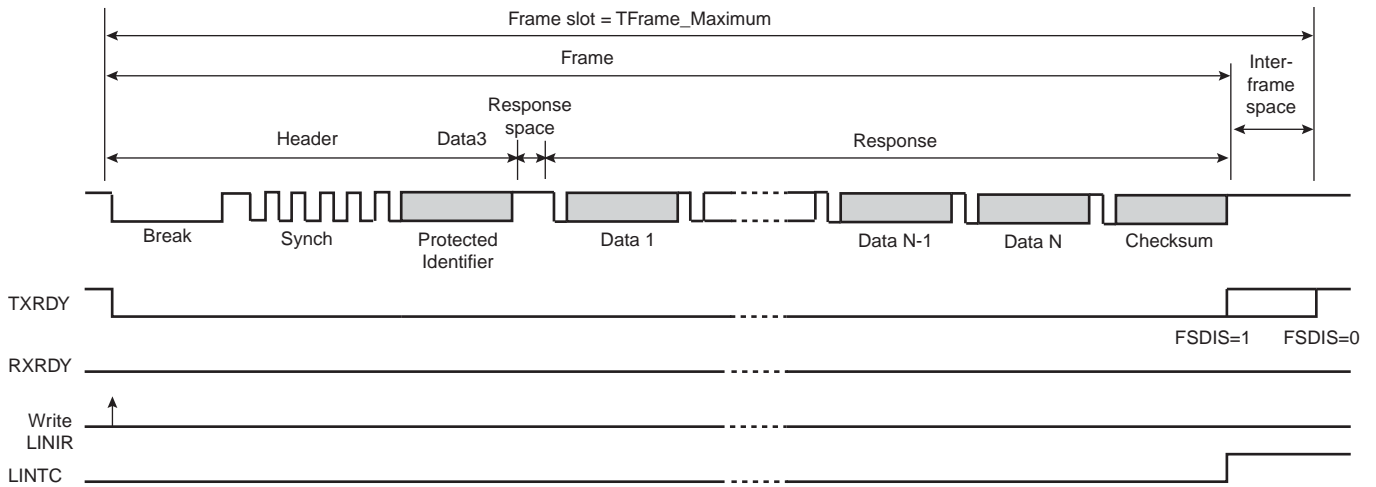 Frame slot = TFrame_Maximum
Frame
Inter-
frame
space
Response
space
Header
Data3
Response
Break
Synch
Protected
Identifier
Data 1
Data N-1
Data N
Checksum
TXRDY
FSDIS=1
FSDIS=0
RXRDY
Write
LINIR
LINTC